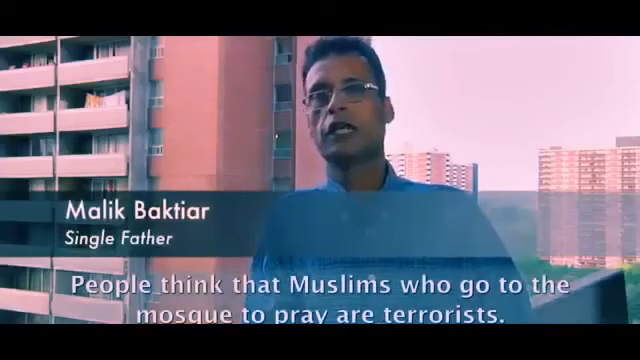 Malik Baktiar
Single Father
People think that Muslims who go to the
mosque to pray are terrorists.